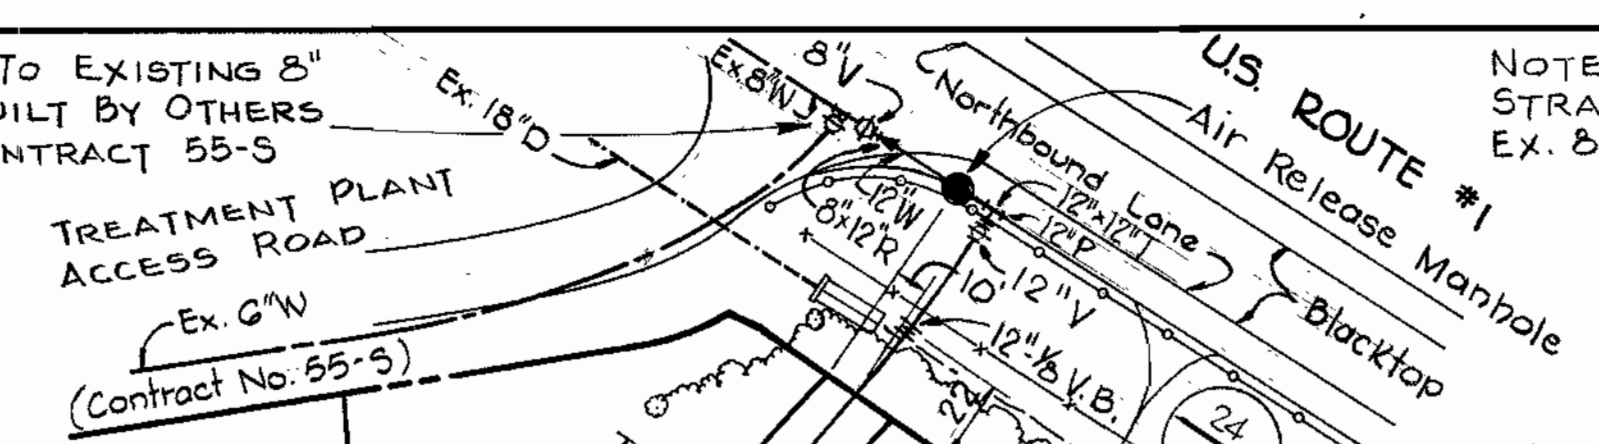 TO EXISTING 8"
BUILT BY OTHERS
CONTRACT 55-S
TREATMENT PLANT
ACCESS ROAD
Ex. 6"W
(Contract No. 55-S)
Ex. 18"D
Ex. 8"W
8"V
Northbound Lane
Air Release Manhole
U.S. ROUTE #1
NOTE
STRA
EX. 8
12"W
8"x12"R
12"x12"T
12"P
10'
12"V
12"-⅛ V.B.
22
Blacktop
24